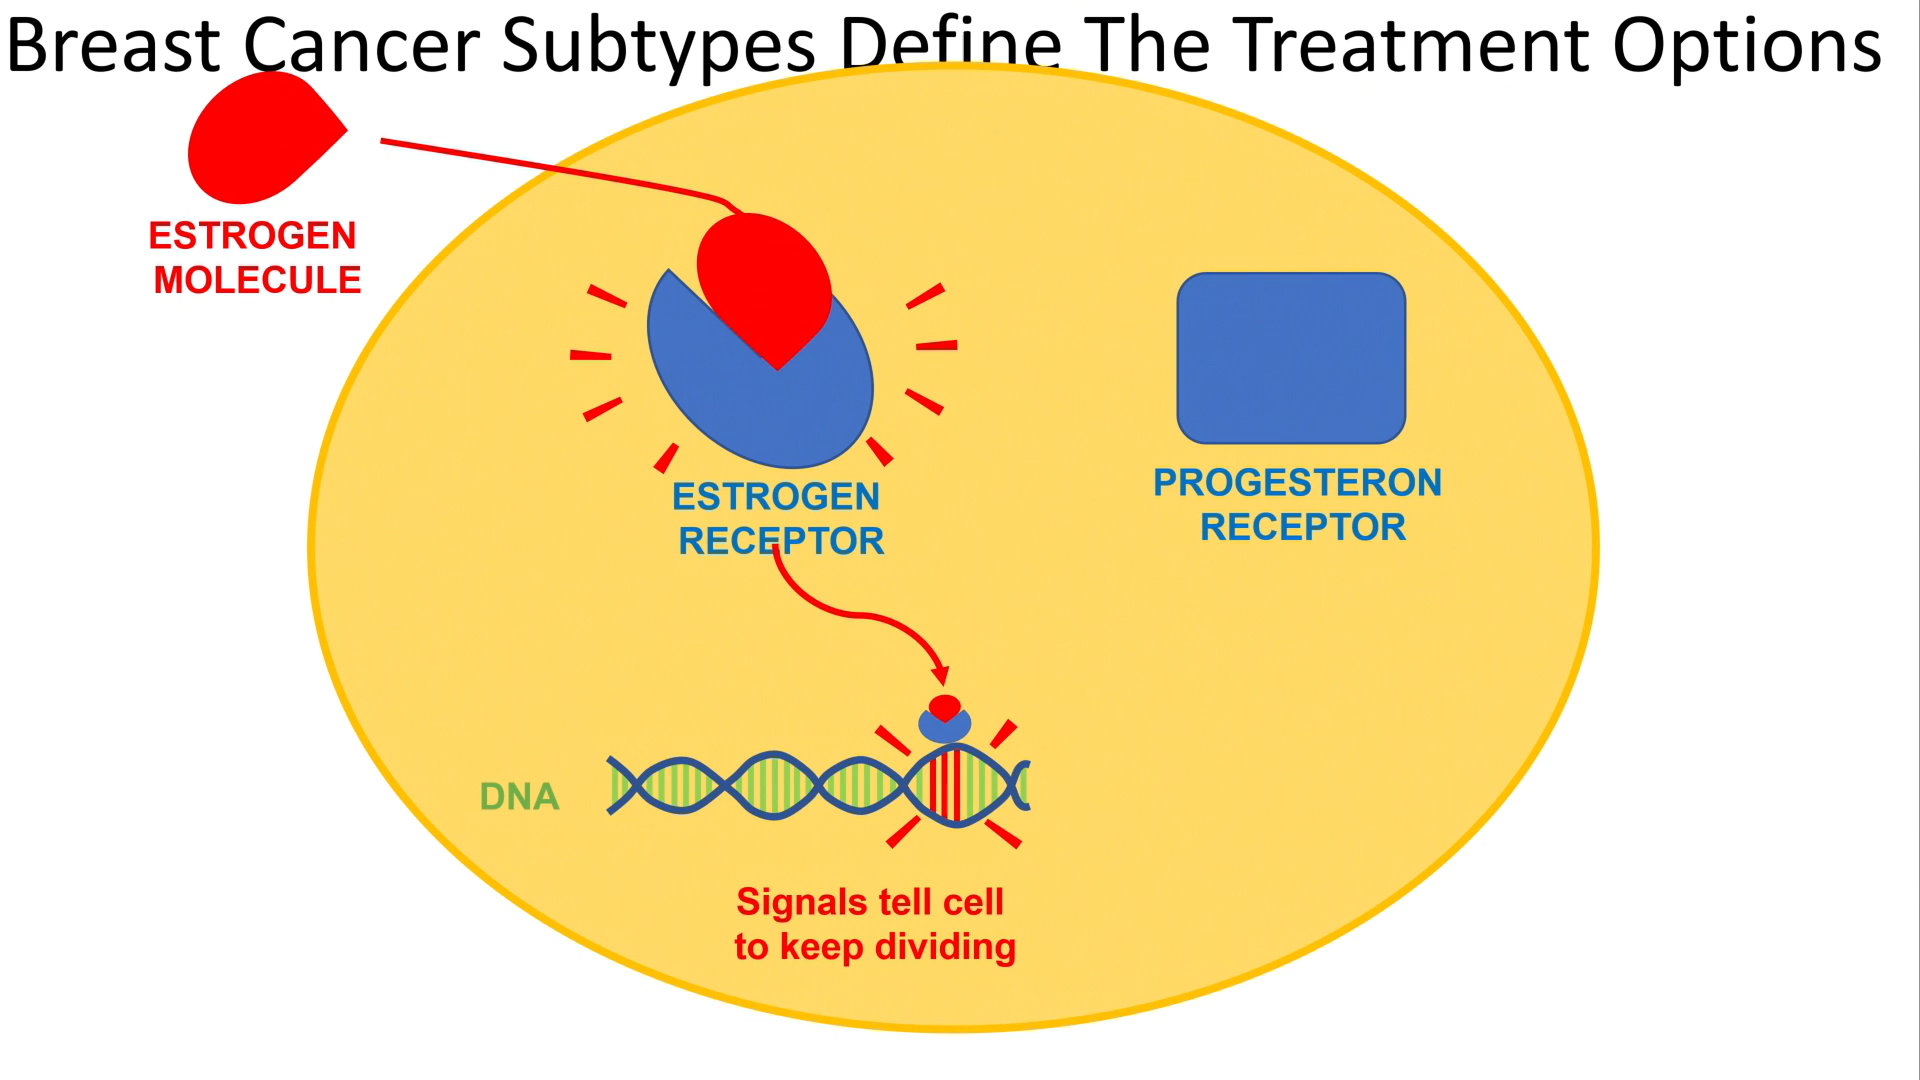 Breast Cancer Subtypes Define The Treatment Options
ESTROGEN
MOLECULE
ESTROGEN
RECEPTOR
PROGESTERON
RECEPTOR
DNA
Signals tell cell
to keep dividing